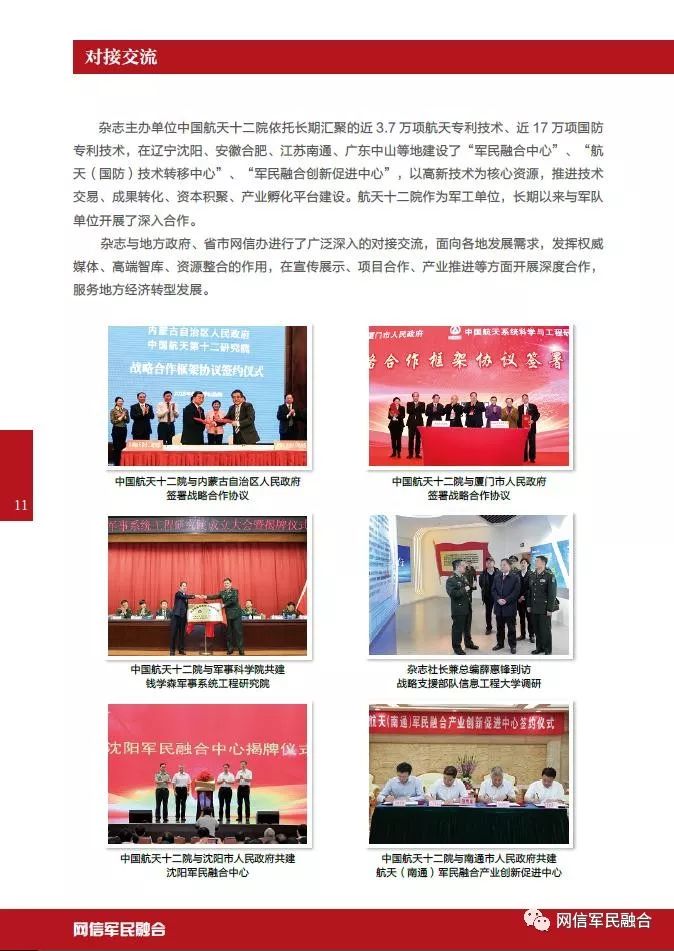 对接交流
杂志主办单位中国航天十二院依托长期汇聚的近 3.7 万项航天专利技术、近 17 万项国防
专利技术，在辽宁沈阳、安徽合肥、江苏南通、广东中山等地建设了“军民融合中心”、“航
天（国防）技术转移中心”、“军民融合创新促进中心”，以高新技术为核心资源，推进技术
交易、成果转化、资本积聚、产业孵化平台建设。航天十二院作为军工单位，长期以来与军队
单位开展了深入合作。
杂志与地方政府、省市网信办进行了广泛深入的对接交流，面向各地发展需求，发挥权威
媒体、高端智库、资源整合的作用，在宣传展示、项目合作、产业推进等方面开展深度合作，
服务地方经济转型发展。
内蒙古自治区人民政府
中国航天第十二研究院
战略合作框架协议签约仪式
厦门市人民政府
中国航天系统科学与工程研
略合作框架协议签署
中国航天十二院与内蒙古自治区人民政府
签署战略合作协议
中国航天十二院与厦门市人民政府
签署战略合作协议
11
军事系统工程研究院成立大会暨揭牌仪式
中国航天十二院与军事科学院共建
钱学森军事系统工程研究院
杂志社长兼总编薛惠锋到访
战略支援部队信息工程大学调研
沈阳军民融合中心揭牌仪式
航天(南通)军民融合产业创新促进中心签约仪式
中国航天十二院与沈阳市人民政府共建
沈阳军民融合中心
中国航天十二院与南通市人民政府共建
航天（南通）军民融合产业创新促进中心
网信军民融合
网信军民融合